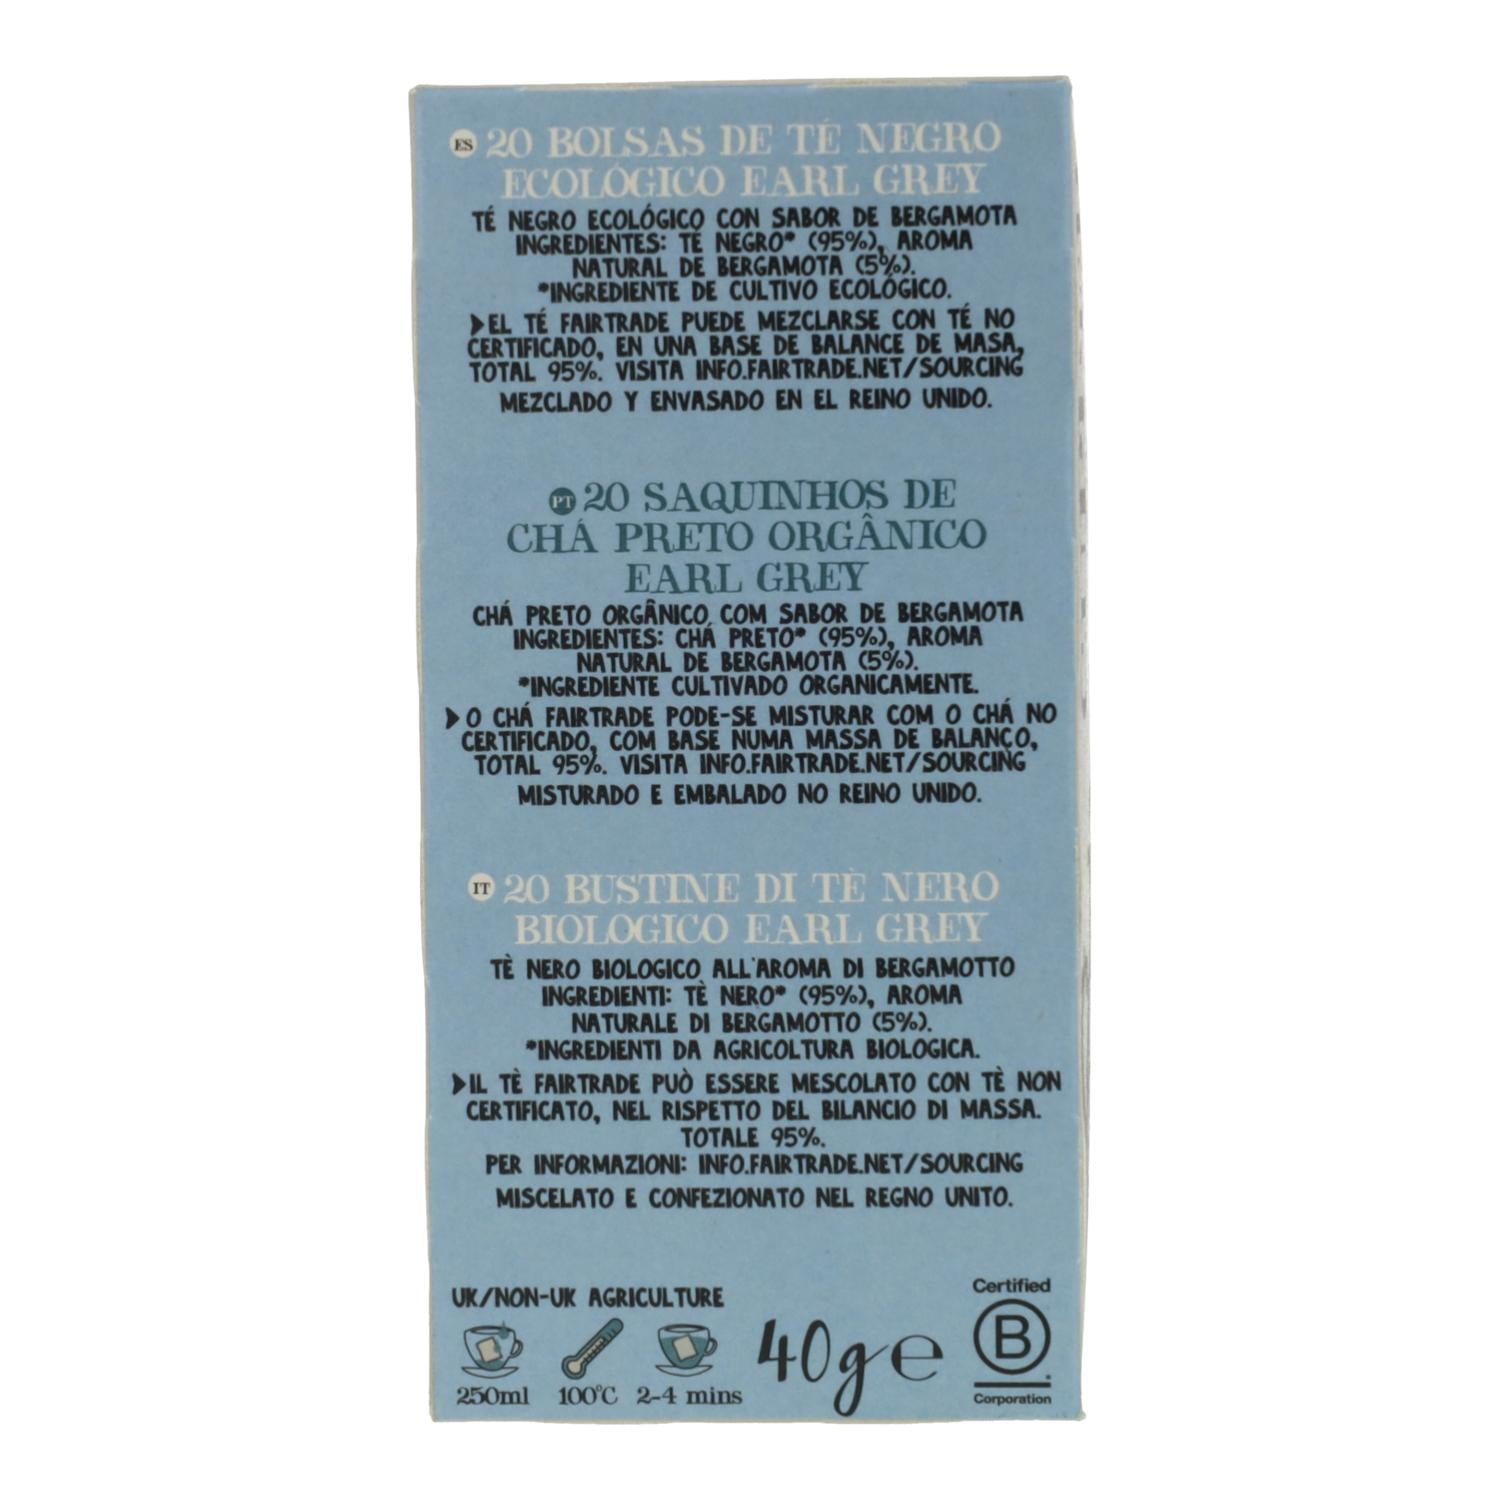 ES 20 BOLSAS DE TÉ NEGRO
ECOLÓGICO EARL GREY
TÉ NEGRO ECOLÓGICO CON SABOR DE BERGAMOTA
INGREDIENTES: TÉ NEGRO* (95%), AROMA
NATURAL DE BERGAMOTA (5%).
*INGREDIENTE DE CULTIVO ECOLÓGICO.
EL TÉ FAIRTRADE PUEDE MEZCLARSE CON TÉ NO
CERTIFICADO, EN UNA BASE DE BALANCE DE MASA,
TOTAL 95%. VISITA INFO.FAIRTRADE.NET/SOURCING
MEZCLADO Y ENVASADO EN EL REINO UNIDO.
PT 20 SAQUINHOS DE
CHÁ PRETO ORGÂNICO
EARL GREY
CHÁ PRETO ORGÂNICO COM SABOR DE BERGAMOTA
INGREDIENTES: CHÁ PRETO* (95%), AROMA
NATURAL DE BERGAMOTA (5%).
*INGREDIENTE CULTIVADO ORGANICAMENTE.
O CHÁ FAIRTRADE PODE-SE MISTURAR COM O CHÁ NO
CERTIFICADO, COM BASE NUMA MASSA DE BALANÇO,
TOTAL 95%. VISITA INFO.FAIRTRADE.NET/SOURCING
MISTURADO E EMBALADO NO REINO UNIDO.
IT 20 BUSTINE DI TÈ NERO
BIOLOGICO EARL GREY
TÈ NERO BIOLOGICO ALL'AROMA DI BERGAMOTTO
INGREDIENTI: TÈ NERO* (95%), AROMA
NATURALE DI BERGAMOTTO (5%).
*INGREDIENTI DA AGRICOLTURA BIOLOGICA.
IL TÈ FAIRTRADE PUÒ ESSERE MESCOLATO CON TÈ NON
CERTIFICATO, NEL RISPETTO DEL BILANCIO DI MASSA.
TOTALE 95%.
PER INFORMAZIONI: INFO.FAIRTRADE.NET/SOURCING
MISCELATO E CONFEZIONATO NEL REGNO UNITO.
UK/NON-UK AGRICULTURE
250ml 100°C 2-4 mins
40g e
Certified
B
Corporation